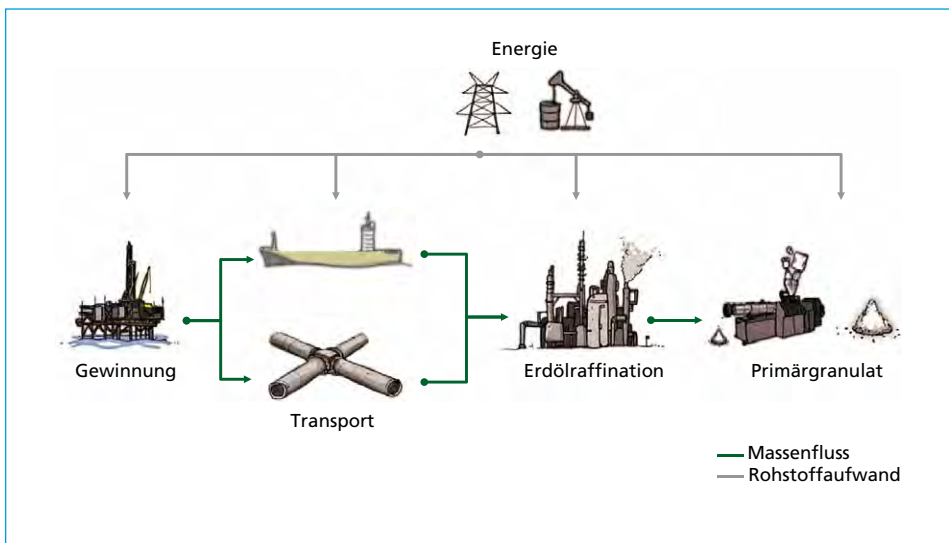 Energie
Gewinnung
Transport
Erdölraffination
Primärgranulat
Massenfluss
Rohstoffaufwand